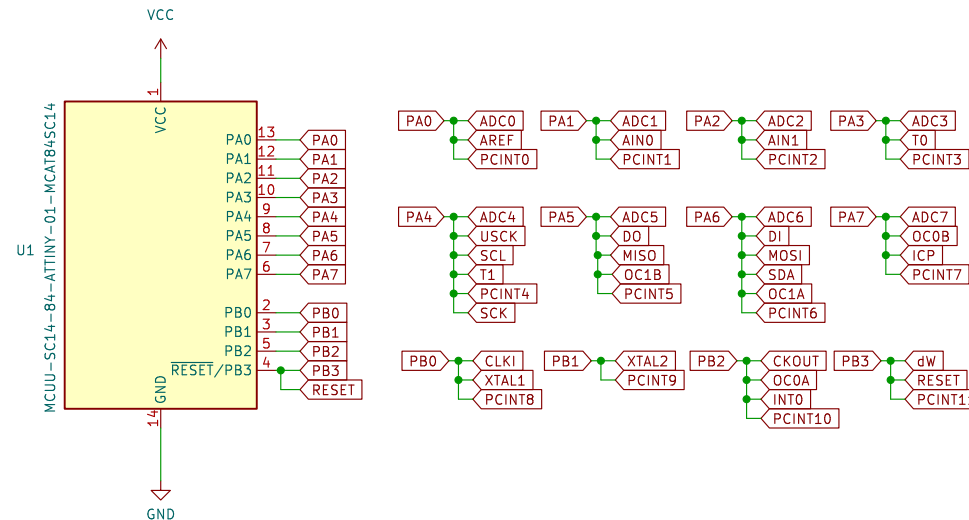 VCC
1
VCC
MCUU-SC14-84-ATTINY-01-MCAT84SC14
U1
PA0 13 PA0
PA1 12 PA1
PA2 11 PA2
PA3 10 PA3
PA4 9 PA4
PA5 8 PA5
PA6 7 PA6
PA7 6 PA7
PB0 2 PB0
PB1 3 PB1
PB2 5 PB2
RESET/PB3 4 PB3
RESET
GND
14
GND
PA0 ADC0
AREF
PCINT0
PA1 ADC1
AIN0
PCINT1
PA2 ADC2
AIN1
PCINT2
PA3 ADC3
T0
PCINT3
PA4 ADC4
USCK
SCL
T1
PCINT4
SCK
PA5 ADC5
DO
MISO
OC1B
PCINT5
PA6 ADC6
DI
MOSI
SDA
OC1A
PCINT6
PA7 ADC7
OC0B
ICP
PCINT7
PB0 CLKI
XTAL1
PCINT8
PB1 XTAL2
PCINT9
PB2 CKOUT
OC0A
INT0
PCINT10
PB3 dW
RESET